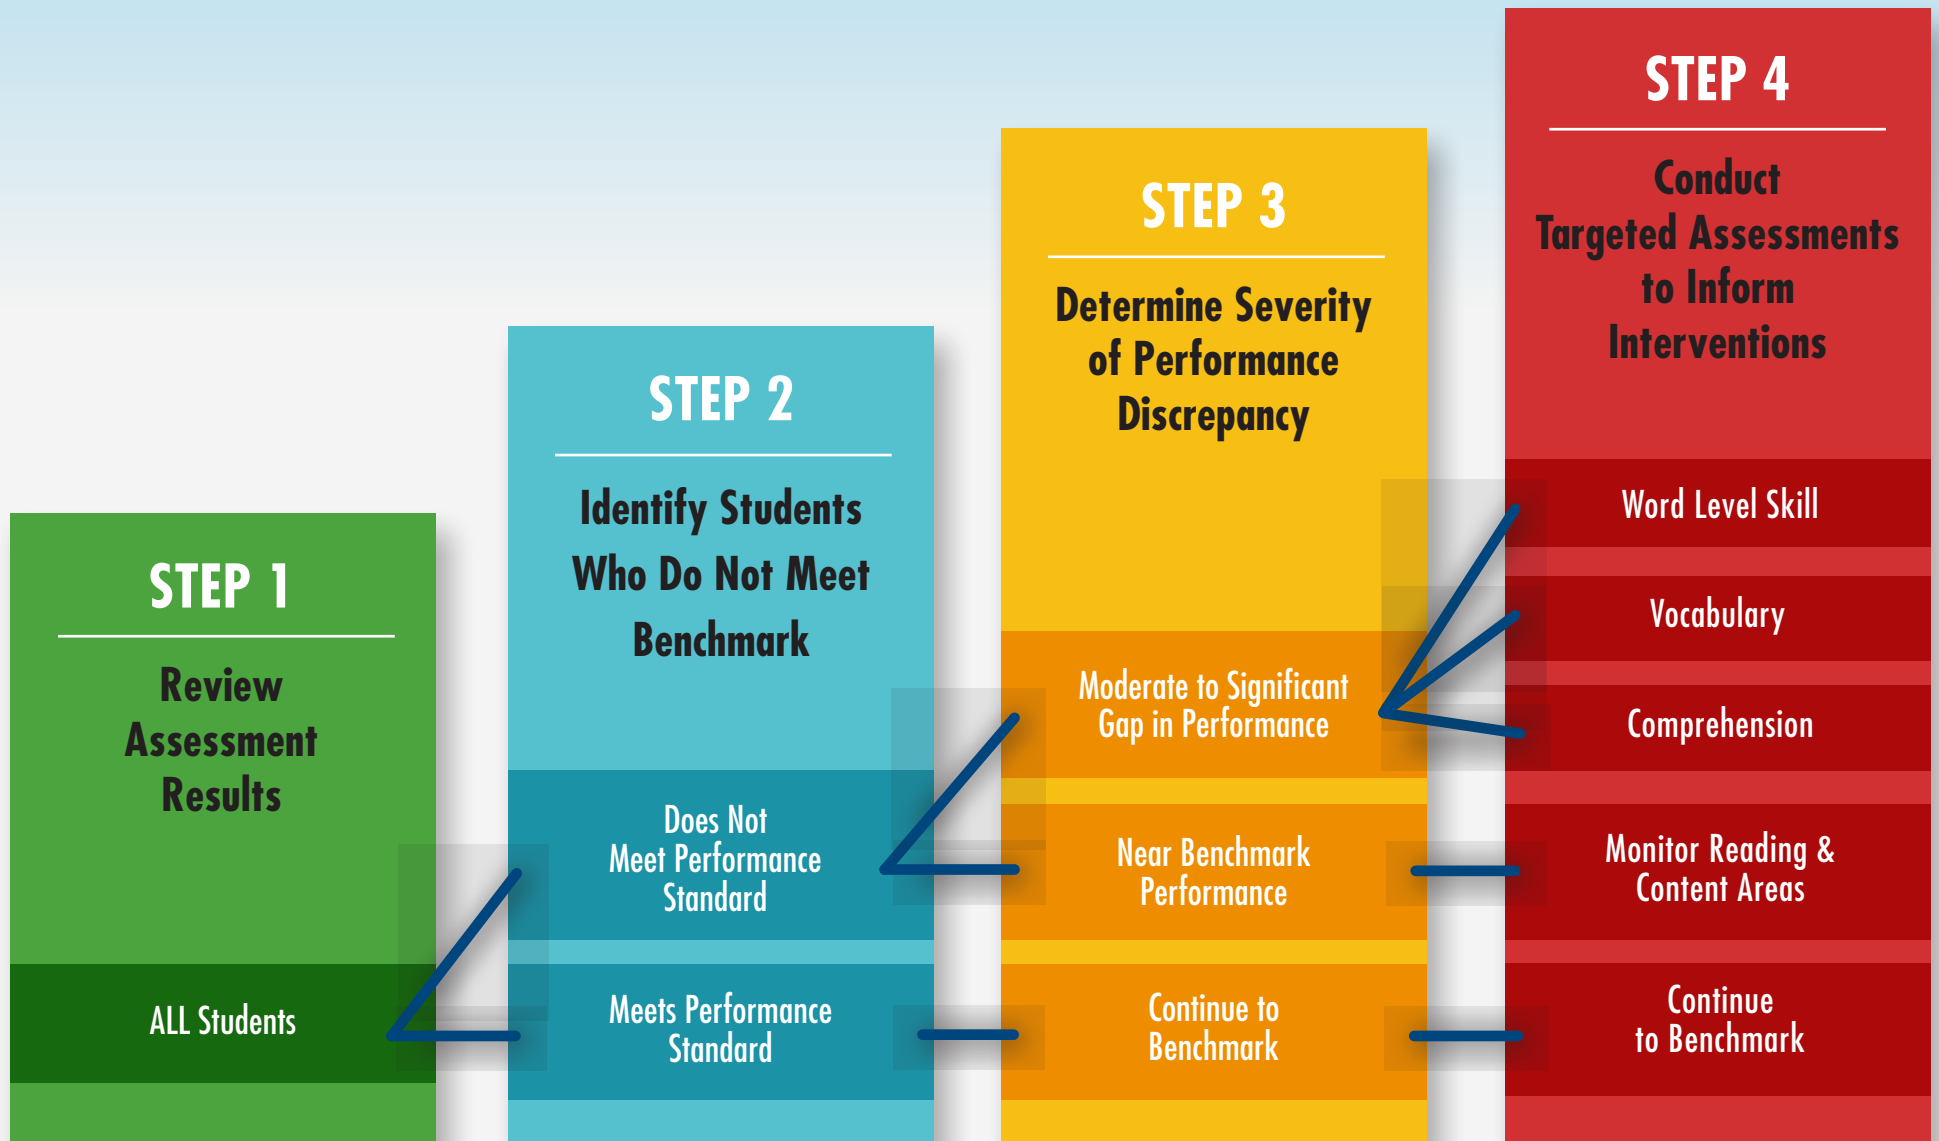 STEP 1
Review
Assessment
Results
ALL Students
STEP 2
Identify Students
Who Do Not Meet
Benchmark
Does Not
Meet Performance
Standard
Meets Performance
Standard
STEP 3
Determine Severity
of Performance
Discrepancy
Moderate to Significant
Gap in Performance
Near Benchmark
Performance
Continue to
Benchmark
STEP 4
Conduct
Targeted Assessments
to Inform
Interventions
Word Level Skill
Vocabulary
Comprehension
Monitor Reading &
Content Areas
Continue
to Benchmark